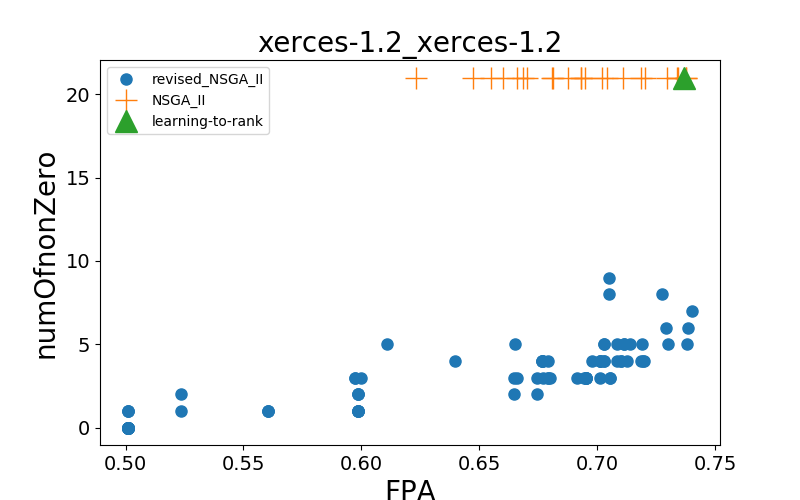 xerces-1.2_xerces-1.2
revised_NSGA_II
NSGA_II
learning-to-rank
numOfnonZero
20
15
10
5
0
0.50 0.55 0.60 0.65 0.70 0.75
FPA